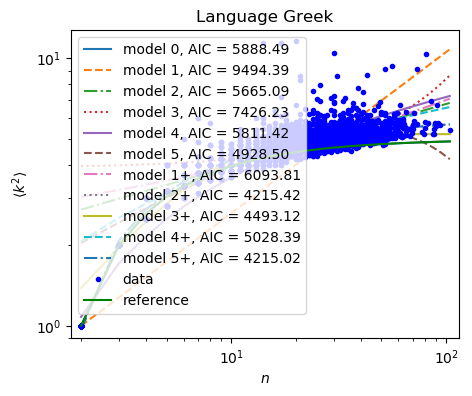 Language Greek
10¹
10⁰
⟨k²⟩
model 0, AIC = 5888.49
model 1, AIC = 9494.39
model 2, AIC = 5665.09
model 3, AIC = 7426.23
model 4, AIC = 5811.42
model 5, AIC = 4928.50
model 1+, AIC = 6093.81
model 2+, AIC = 4215.42
model 3+, AIC = 4493.12
model 4+, AIC = 5028.39
model 5+, AIC = 4215.02
data
reference
10¹
10²
n